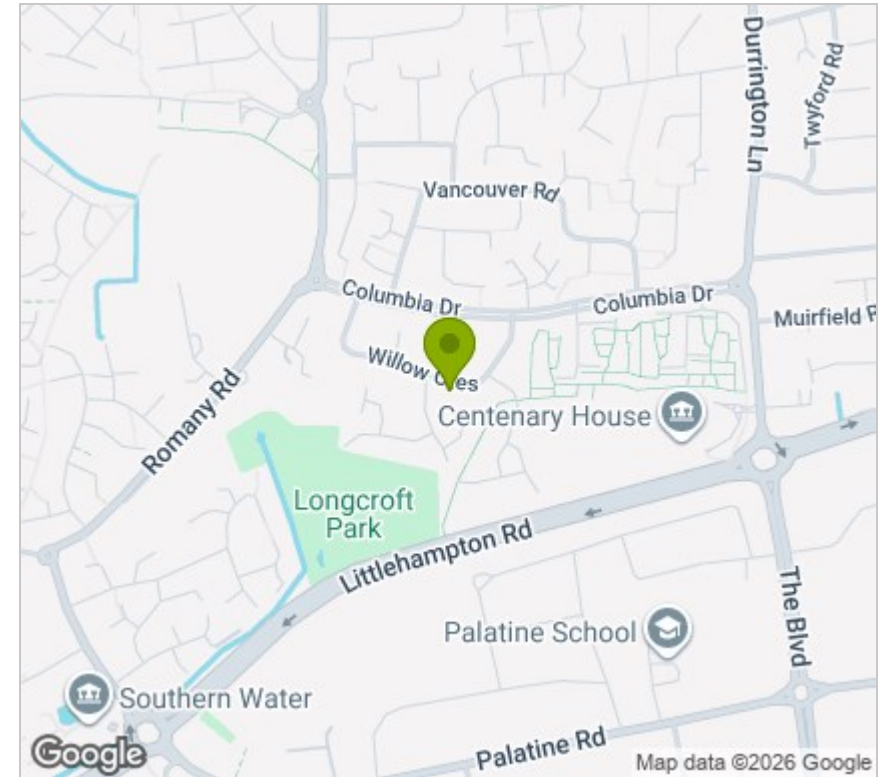 Durrington Ln
Twyford Rd
Vancouver Rd
Columbia Dr
Columbia Dr
Muirfield R
Willow Cres
Centenary House
Romany Rd
Longcroft
Park
Littlehampton Rd
The Blvd
Palatine School
Southern Water
Palatine Rd
Google
Map data ©2026 Google